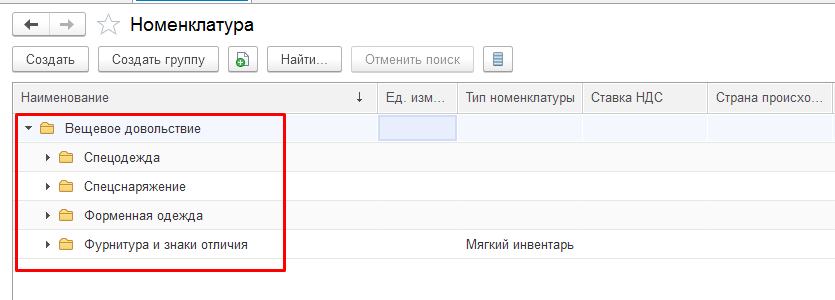 Номенклатура
Создать Создать группу Найти... Отменить поиск
Наименование Ед. изм... Тип номенклатуры Ставка НДС Страна происхо...
Вещевое довольствие
Спецодежда
Спецснаряжение
Форменная одежда
Фурнитура и знаки отличия Мягкий инвентарь